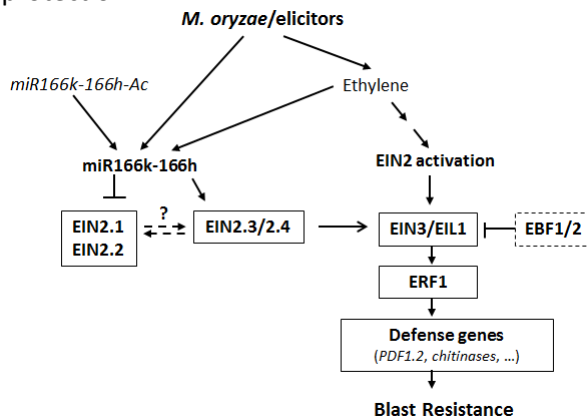 M. oryzae/elicitors
miR166k-166h-Ac
Ethylene
miR166k-166h
EIN2 activation
?
EIN2.1
EIN2.2
EIN2.3/2.4
EIN3/EIL1
EBF1/2
ERF1
Defense genes
(PDF1.2, chitinases, ...)
Blast Resistance